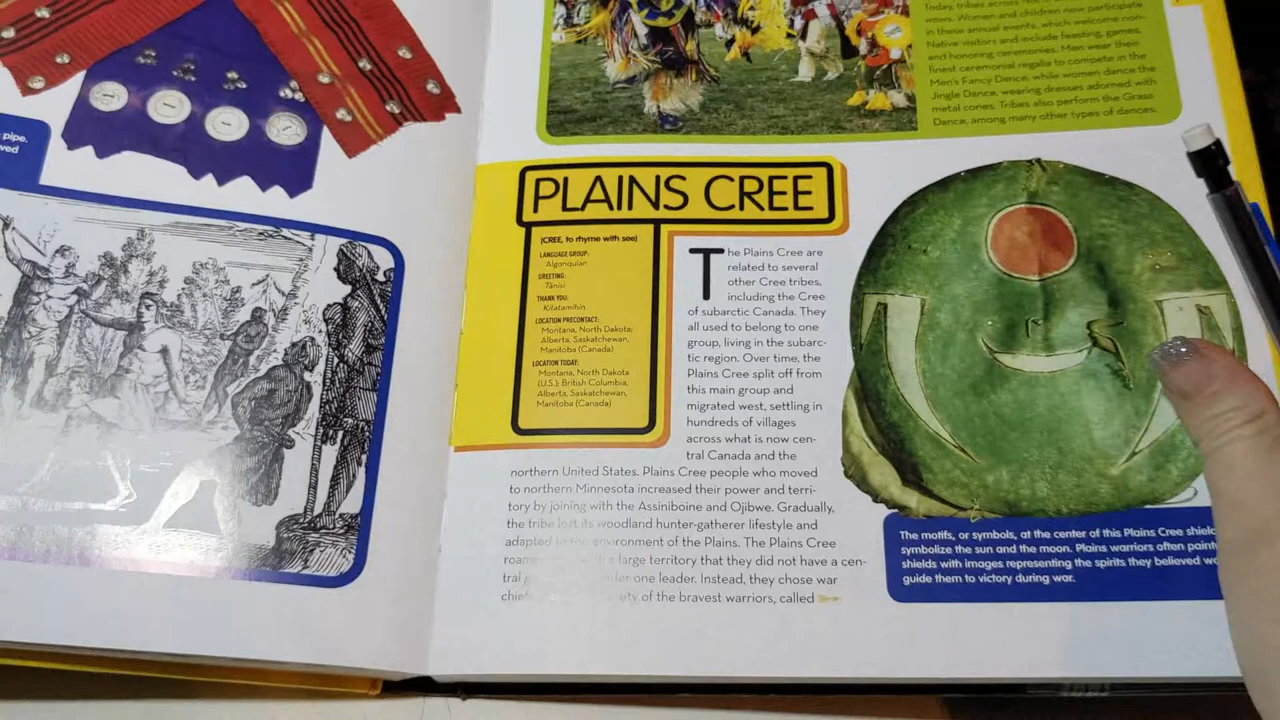 pipe.
ved
Today, tribes across North
wows. Women and children now participate
in these annual events, which welcome non-
Native visitors and include feasting, games,
and honoring ceremonies. Men wear their
finest ceremonial regalia to compete in the
Men's Fancy Dance, while women dance the
Jingle Dance, wearing dresses adorned with
metal cones. Tribes also perform the Grass
Dance, among many other types of dances.
PLAINS CREE
(CREE, to rhyme with see)
LANGUAGE GROUP:
Algonquian
GREETING:
Tânisi
THANK YOU:
Kitatamihin
LOCATION PRECONTACT:
Montana, North Dakota;
Alberta, Saskatchewan,
Manitoba (Canada)
LOCATION TODAY:
Montana, North Dakota
(U.S.); British Columbia,
Alberta, Saskatchewan,
Manitoba (Canada)
The Plains Cree are
related to several
other Cree tribes,
including the Cree
of subarctic Canada. They
all used to belong to one
group, living in the subarc-
tic region. Over time, the
Plains Cree split off from
this main group and
migrated west, settling in
hundreds of villages
across what is now cen-
tral Canada and the
northern United States. Plains Cree people who moved
to northern Minnesota increased their power and terri-
tory by joining with the Assiniboine and Ojibwe. Gradually,
the tribe lost its woodland hunter-gatherer lifestyle and
adapted to the environment of the Plains. The Plains Cree
roame large territory that they did not have a cen-
tral under one leader. Instead, they chose war
chiefs of the bravest warriors, called
The motifs, or symbols, at the center of this Plains Cree shield
symbolize the sun and the moon. Plains warriors often paint
shields with images representing the spirits they believed wo
guide them to victory during war.